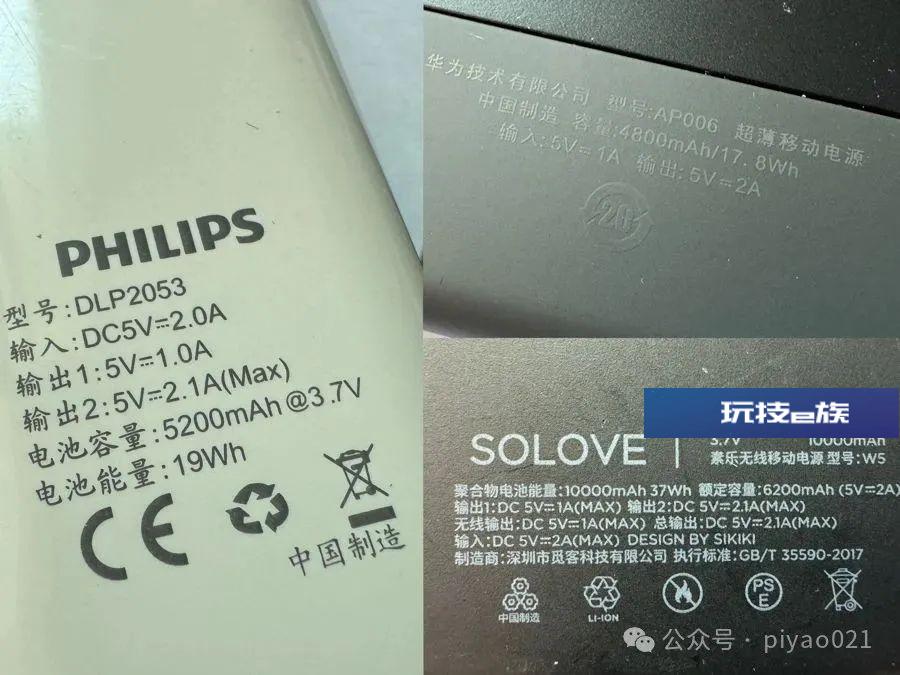 PHILIPS
型号:DLP2053
输入:DC5V⎓2.0A
输出1:5V⎓1.0A
输出2:5V⎓2.1A(Max)
电池容量:5200mAh@3.7V
电池能量:19Wh
CE
中国制造
华为技术有限公司 型号:AP006 超薄移动电源
中国制造 容量:4800mAh/17.8Wh
输入:5V⎓1A 输出:5V⎓2A
20
玩技e族
SOLOVE
3.7V 10000mAh
素乐无线移动电源 型号:W5
聚合物电池能量:10000mAh 37Wh 额定容量:6200mAh (5V⎓2A)
输出1:DC 5V⎓1A(MAX) 输出2:DC 5V⎓2.1A(MAX)
无线输出:DC 5V⎓1A(MAX) 总输出:DC 5V⎓2.1A(MAX)
输入:DC 5V⎓2A(MAX) DESIGN BY SIKIKI
制造商:深圳市觅客科技有限公司 执行标准:GB/T 35590-2017
PS
E
中国制造 LI-ION
公众号 · piyao021